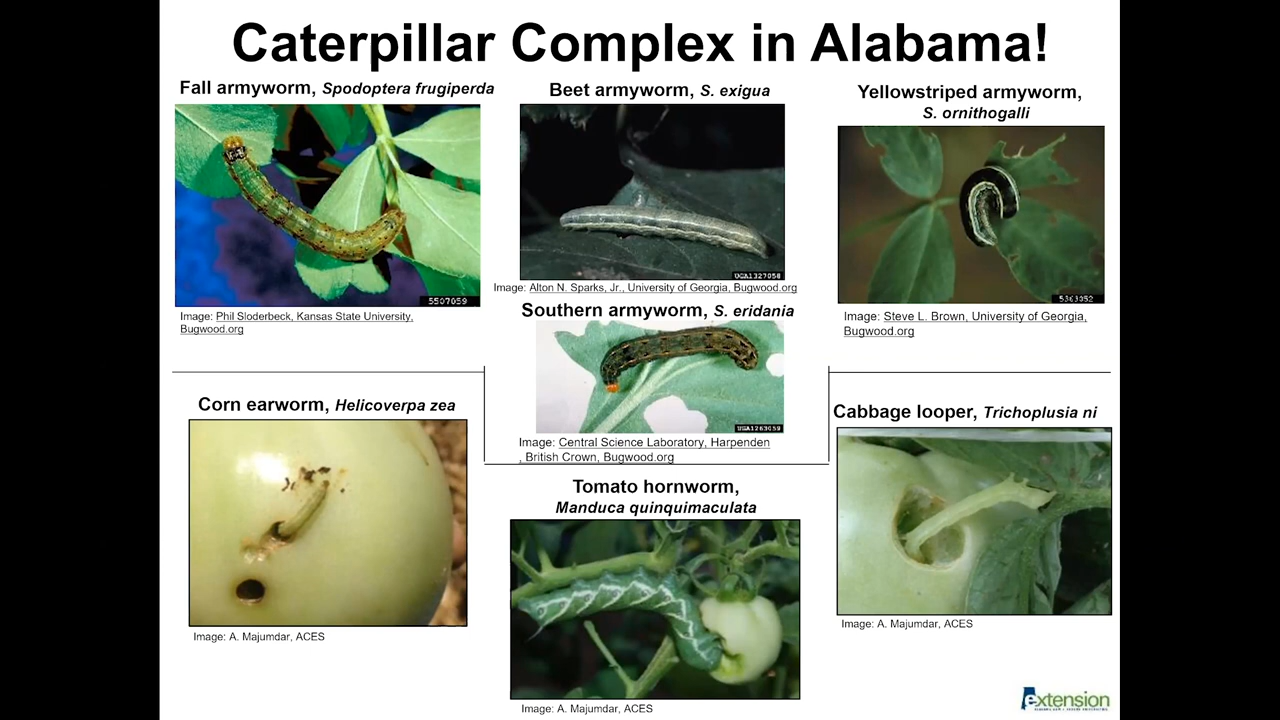 Caterpillar Complex in Alabama!
Fall armyworm, Spodoptera frugiperda
5507059
Image: Phil Sloderbeck, Kansas State University,
Bugwood.org
Beet armyworm, S. exigua
UGA1327058
Image: Alton N. Sparks, Jr., University of Georgia, Bugwood.org
Yellowstriped armyworm,
S. ornithogalli
5363052
Image: Steve L. Brown, University of Georgia,
Bugwood.org
Southern armyworm, S. eridania
UGA1263059
Image: Central Science Laboratory, Harpenden
, British Crown, Bugwood.org
Corn earworm, Helicoverpa zea
Image: A. Majumdar, ACES
Tomato hornworm,
Manduca quinquimaculata
Image: A. Majumdar, ACES
Cabbage looper, Trichoplusia ni
Image: A. Majumdar, ACES
extension